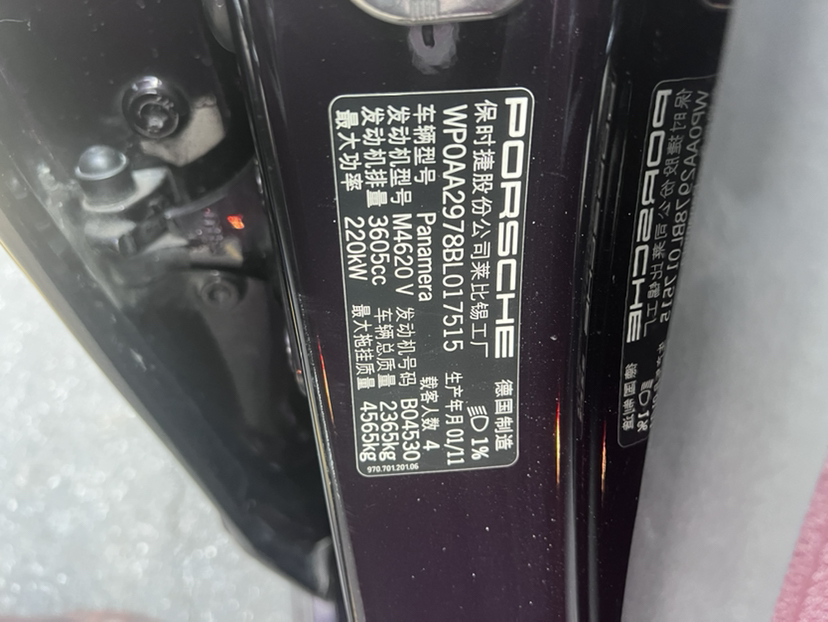 PORSCHE
保时捷股份公司莱比锡工厂 德国制造
WP0AA2978BL017515 1%
生产年月 01/11
车辆型号 Panamera 载客人数 4
发动机型号 M4620 V 发动机号码 B04530
发动机排量 3605cc 车辆总质量 2365kg
最大功率 220kW 最大拖挂质量 4565kg
970.701.201.06